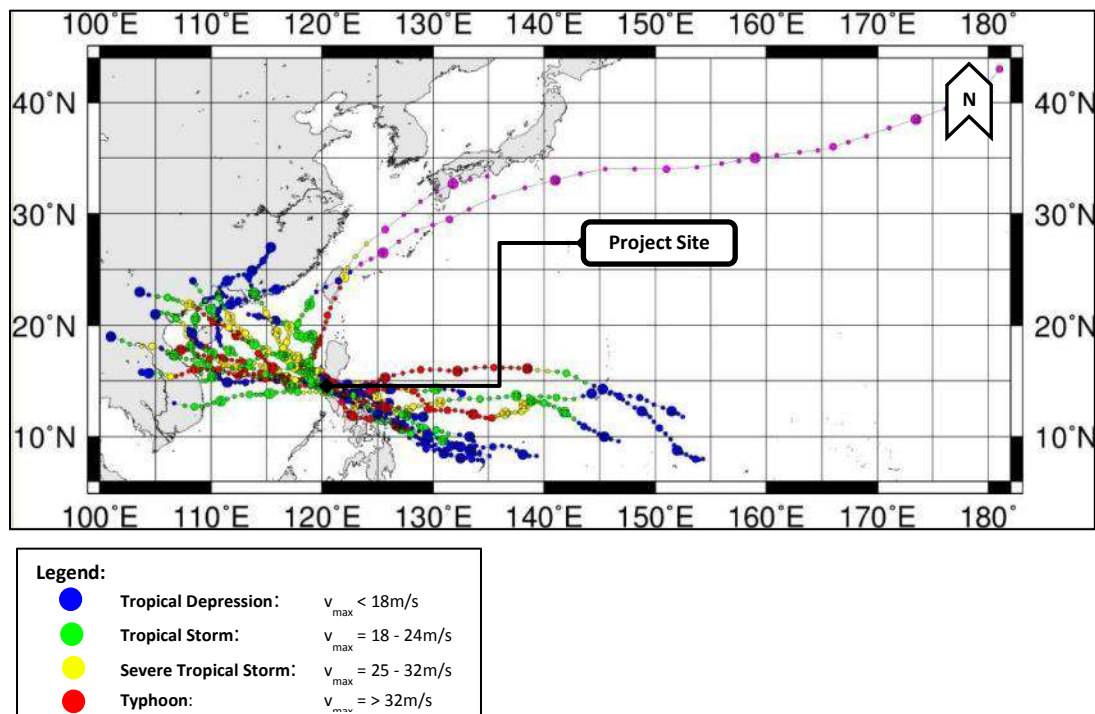 100˚E 110˚E 120˚E 130˚E 140˚E 150˚E 160˚E 170˚E 180˚
40˚N 40˚N
N
30˚N 30˚N
Project Site
20˚N 20˚N
10˚N 10˚N
100˚E 110˚E 120˚E 130˚E 140˚E 150˚E 160˚E 170˚E 180˚
Legend:
Tropical Depression: vmax < 18m/s
Tropical Storm: vmax = 18 - 24m/s
Severe Tropical Storm: vmax = 25 - 32m/s
Typhoon: vmax = > 32m/s